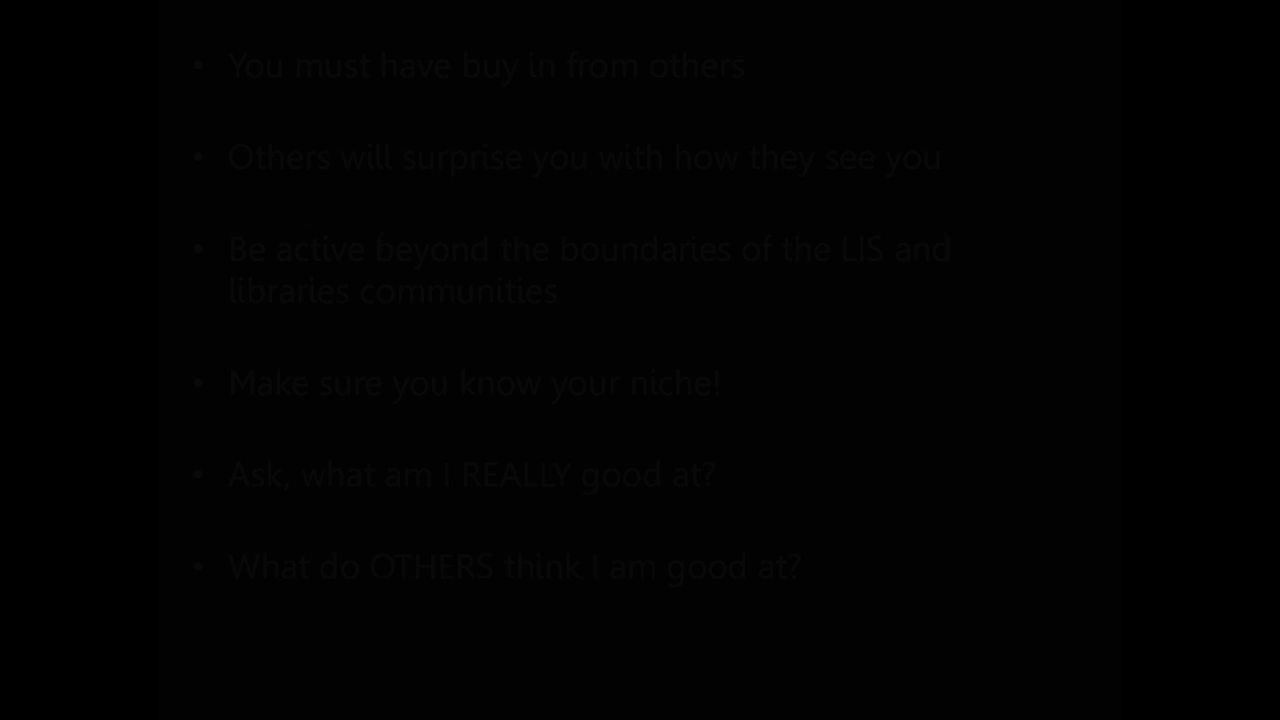 • You must have buy in from others
• Others will surprise you with how they see you
• Be active beyond the boundaries of the LIS and
libraries communities
• Make sure you know your niche!
• Ask, what am I REALLY good at?
• What do OTHERS think I am good at?